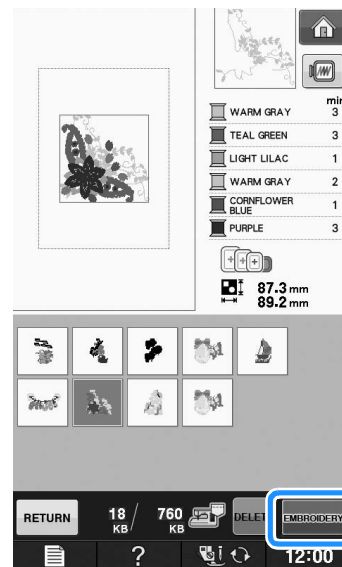 min
WARM GRAY 3
TEAL GREEN 3
LIGHT LILAC 1
WARM GRAY 2
CORNFLOWER
BLUE 1
PURPLE 3
87.3 mm
89.2 mm
RETURN
18 / 760
KB KB
DELET
EMBROIDERY
?
12:00